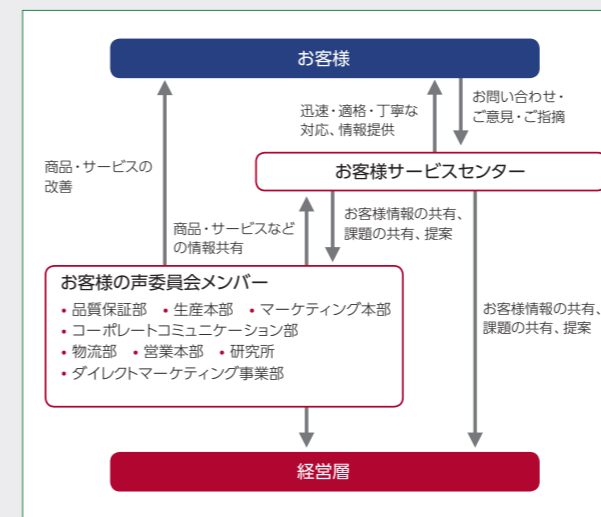 お客様
迅速・適格・丁寧な
対応、情報提供
お問い合わせ・
ご意見・ご指摘
商品・サービスの
改善
お客様サービスセンター
商品・サービスなど
の情報共有
お客様情報の共有、
課題の共有、提案
お客様の声委員会メンバー
• 品質保証部 • 生産本部 • マーケティング本部
• コーポレートコミュニケーション部
• 物流部 • 営業本部 • 研究所
• ダイレクトマーケティング事業部
お客様情報の共有、
課題の共有、提案
経営層